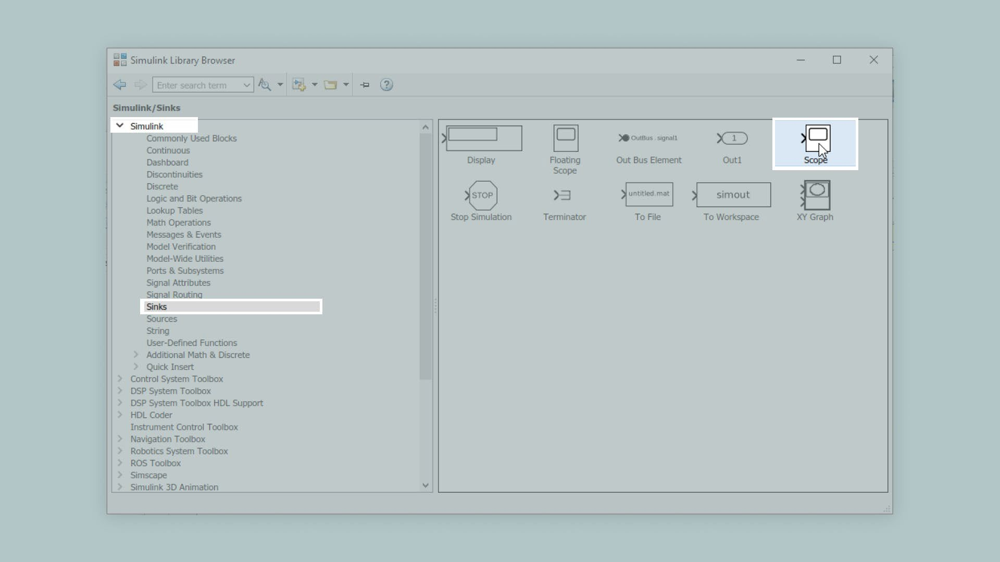 Simulink Library Browser
Enter search term
Simulink/Sinks
Simulink
Commonly Used Blocks
Continuous
Dashboard
Discontinuities
Discrete
Logic and Bit Operations
Lookup Tables
Math Operations
Messages & Events
Model Verification
Model-Wide Utilities
Ports & Subsystems
Signal Attributes
Signal Routing
Sinks
Sources
String
User-Defined Functions
Additional Math & Discrete
Quick Insert
Control System Toolbox
DSP System Toolbox
DSP System Toolbox HDL Support
HDL Coder
Instrument Control Toolbox
Navigation Toolbox
Robotics System Toolbox
ROS Toolbox
Simscape
Simulink 3D Animation
Display
Floating
Scope
OutBus . signal1
Out Bus Element
1
Out1
Scope
STOP
Stop Simulation
Terminator
untitled.mat
To File
simout
To Workspace
XY Graph